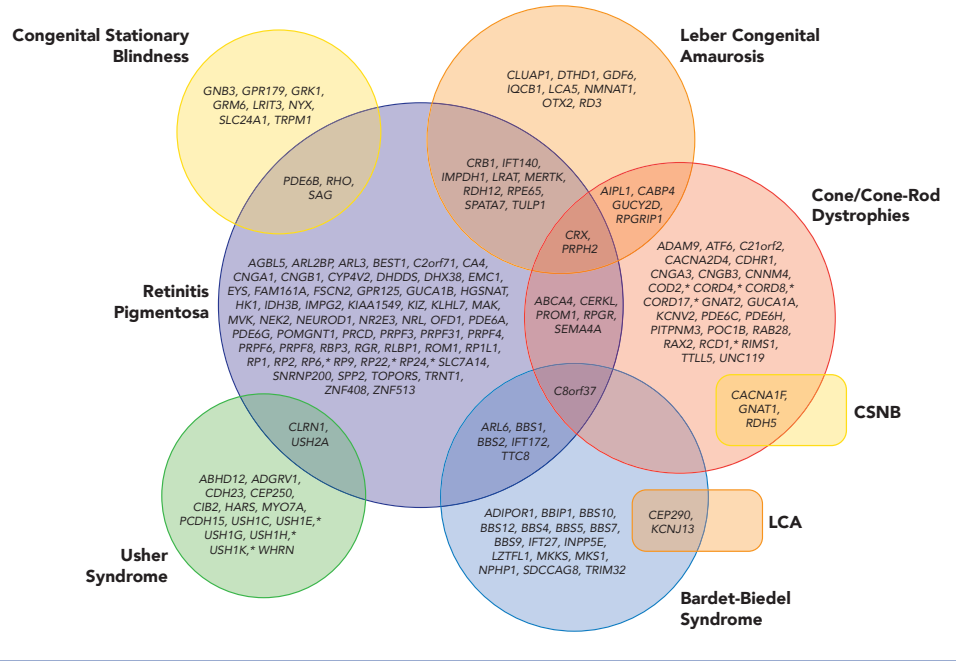 Congenital Stationary
Blindness
GNB3, GPR179, GRK1,
GRM6, LRIT3, NYX,
SLC24A1, TRPM1
PDE6B, RHO,
SAG
Leber Congenital
Amaurosis
CLUAP1, DTHD1, GDF6,
IQCB1, LCA5, NMNAT1,
OTX2, RD3
CRB1, IFT140,
IMPDH1, LRAT, MERTK,
RDH12, RPE65,
SPATA7, TULP1
AIPL1, CABP4
GUCY2D,
RPGRIP1
CRX,
PRPH2
Cone/Cone-Rod
Dystrophies
ADAM9, ATF6, C21orf2,
CACNA2D4, CDHR1,
CNGA3, CNGB3, CNNM4,
COD2,* CORD4,* CORD8,*
CORD17,* GNAT2, GUCA1A,
KCNV2, PDE6C, PDE6H,
PITPNM3, POC1B, RAB28,
RAX2, RCD1,* RIMS1,
TTLL5, UNC119
Retinitis
Pigmentosa
AGBL5, ARL2BP, ARL3, BEST1, C2orf71, CA4,
CNGA1, CNGB1, CYP4V2, DHDDS, DHX38, EMC1,
EYS, FAM161A, FSCN2, GPR125, GUCA1B, HGSNAT,
HK1, IDH3B, IMPG2, KIAA1549, KIZ, KLHL7, MAK,
MVK, NEK2, NEUROD1, NR2E3, NRL, OFD1, PDE6A,
PDE6G, POMGNT1, PRCD, PRPF3, PRPF31, PRPF4,
PRPF6, PRPF8, RBP3, RGR, RLBP1, ROM1, RP1L1,
RP1, RP2, RP6,* RP9, RP22,* RP24,* SLC7A14,
SNRNP200, SPP2, TOPORS, TRNT1,
ZNF408, ZNF513
ABCA4, CERKL,
PROM1, RPGR,
SEMA4A
C8orf37
CACNA1F,
GNAT1,
RDH5
CSNB
CLRN1,
USH2A
ARL6, BBS1,
BBS2, IFT172,
TTC8
ABHD12, ADGRV1,
CDH23, CEP250,
CIB2, HARS, MYO7A,
PCDH15, USH1C, USH1E,*
USH1G, USH1H,*
USH1K,* WHRN
Usher
Syndrome
ADIPOR1, BBIP1, BBS10,
BBS12, BBS4, BBS5, BBS7,
BBS9, IFT27, INPP5E,
LZTFL1, MKKS, MKS1,
NPHP1, SDCCAG8, TRIM32
CEP290,
KCNJ13
LCA
Bardet-Biedel
Syndrome